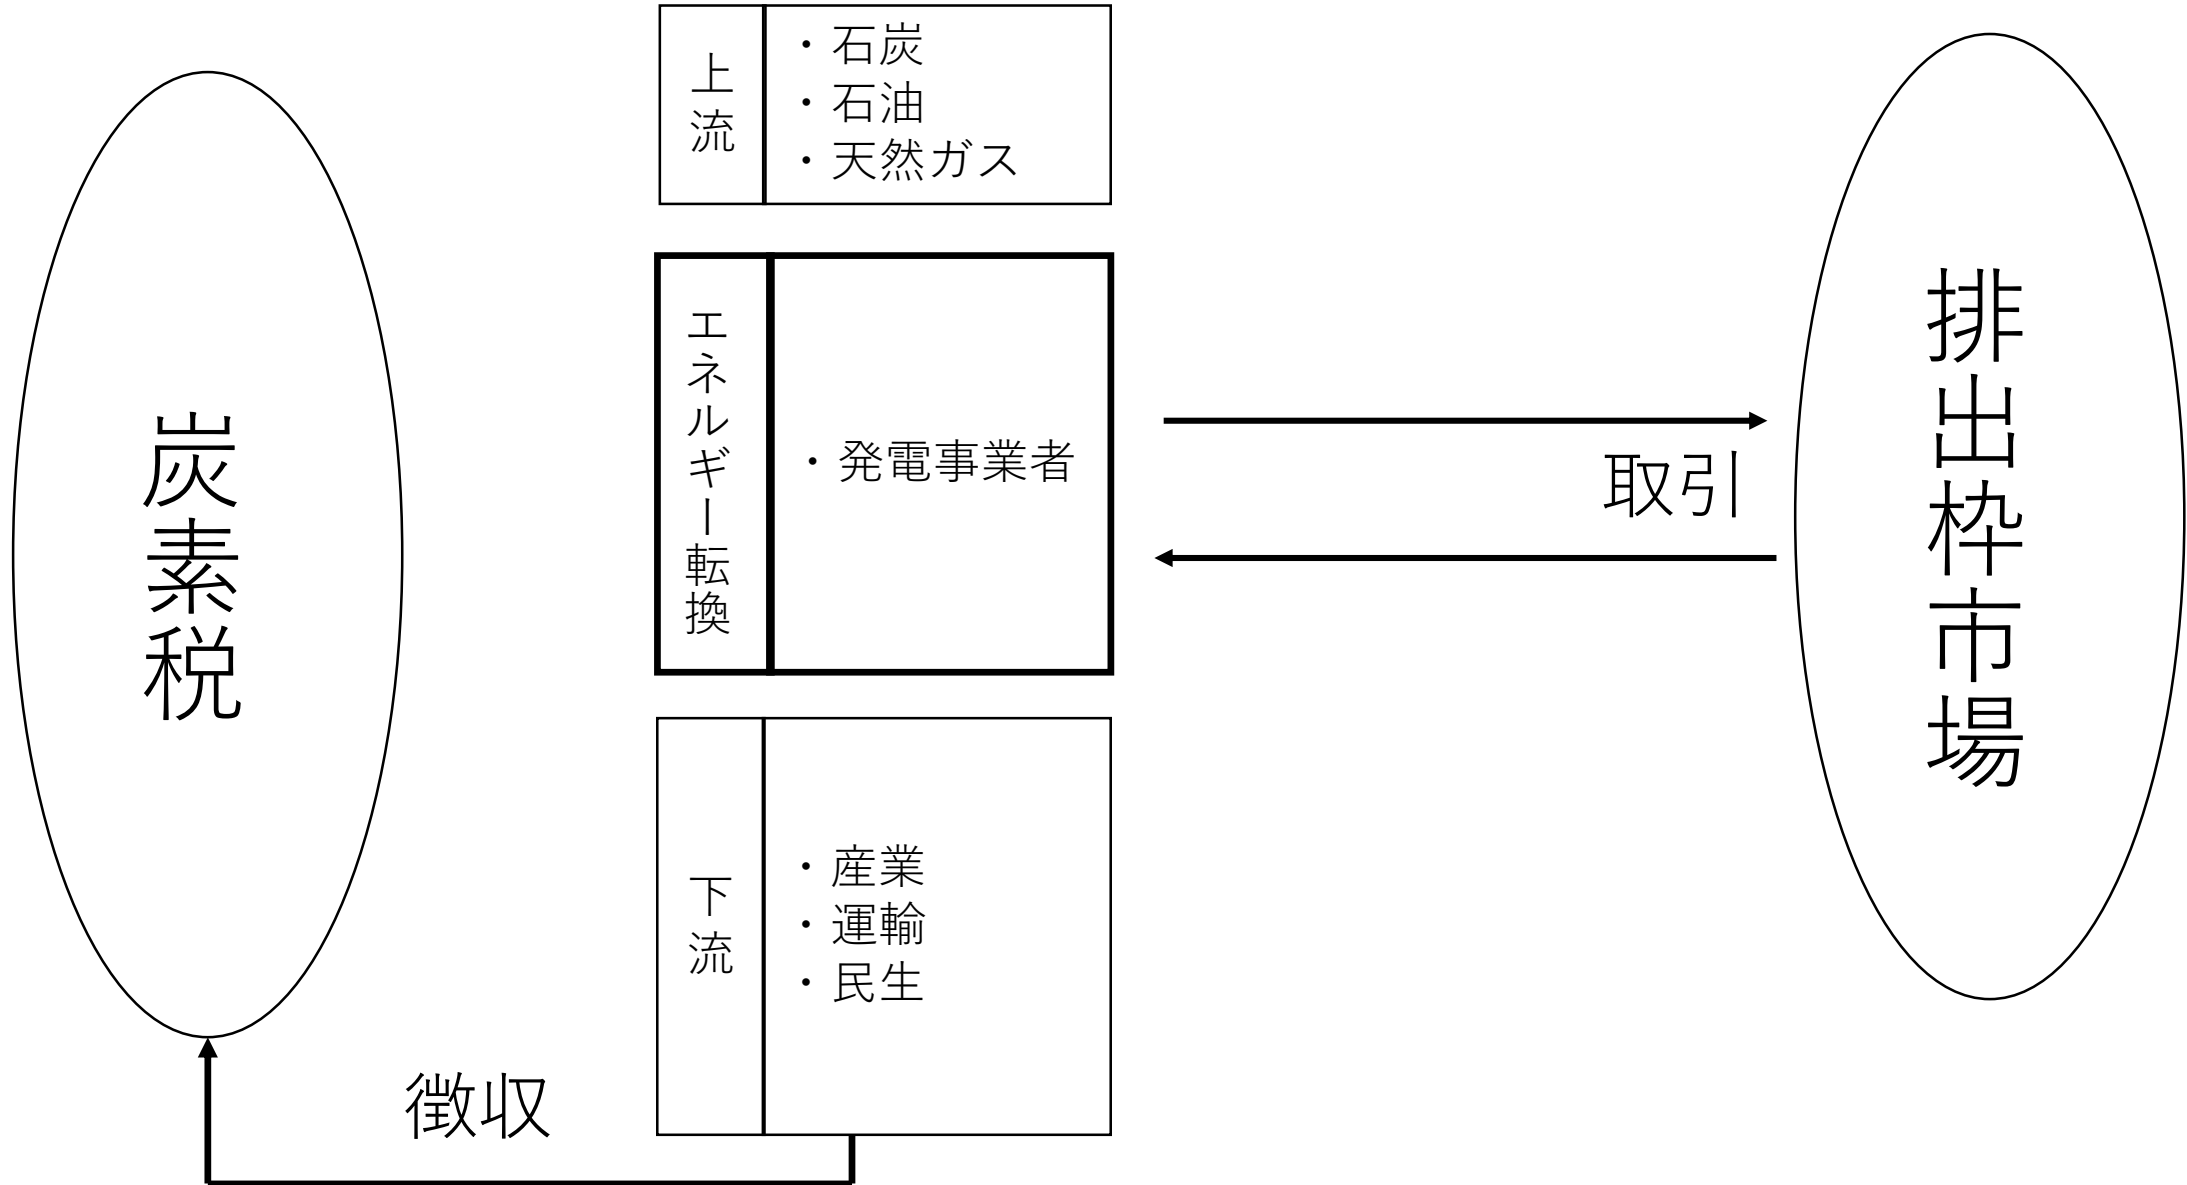 上流
・石炭
・石油
・天然ガス
エネルギー転換
・発電事業者
下流
・産業
・運輸
・民生
炭素税
徴収
取引
排出枠市場